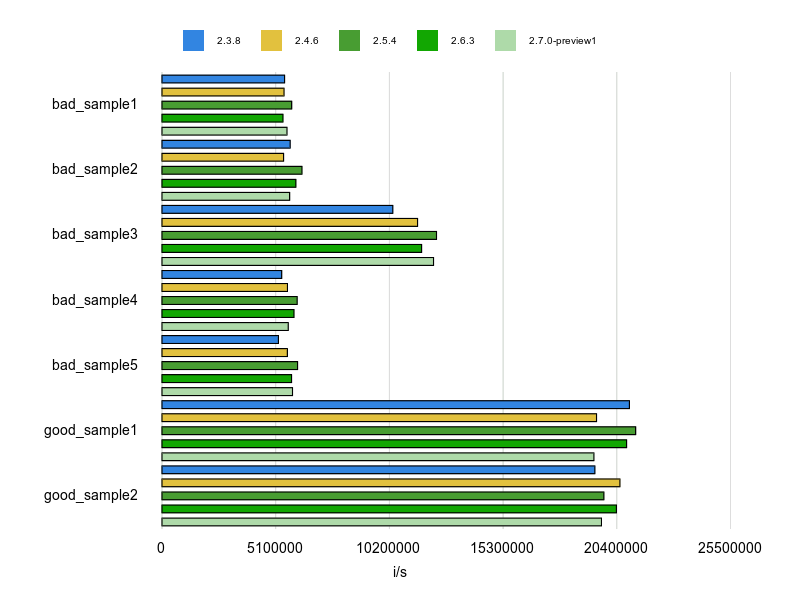 2.3.8 2.4.6 2.5.4 2.6.3 2.7.0-preview1
bad_sample1
bad_sample2
bad_sample3
bad_sample4
bad_sample5
good_sample1
good_sample2
0 5100000 10200000 15300000 20400000 25500000
i/s